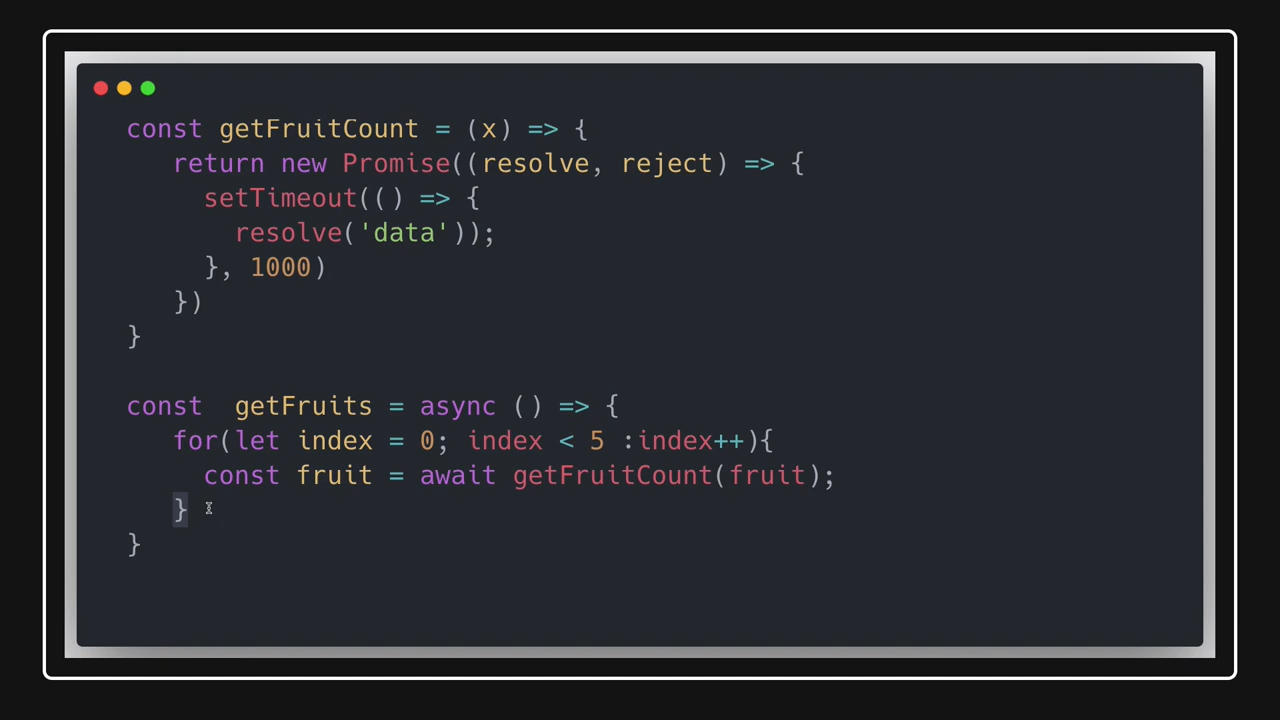 const getFruitCount = (x) => {
return new Promise((resolve, reject) => {
setTimeout(() => {
resolve('data'));
}, 1000)
})
}
const  getFruits = async () => {
for(let index = 0; index < 5 :index++){
const fruit = await getFruitCount(fruit);
}
}